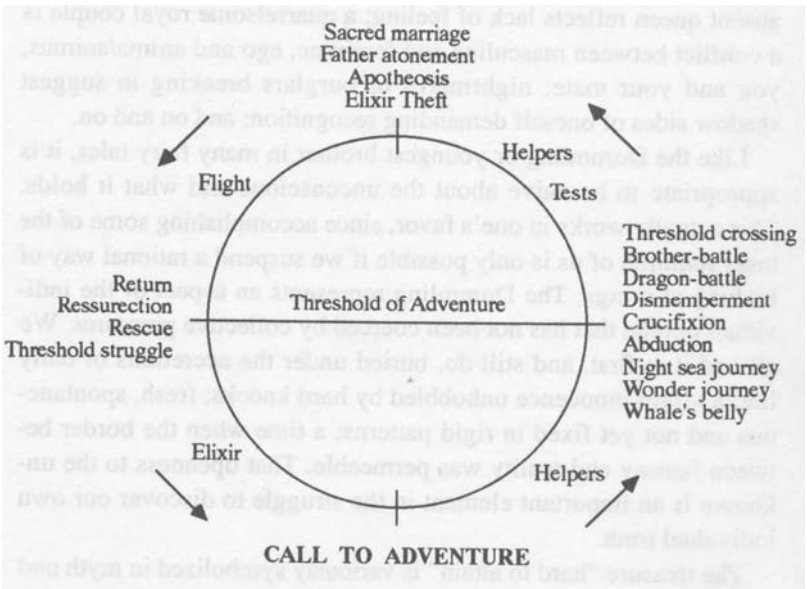 Sacred marriage
Father atonement
Apotheosis
Elixir Theft
Helpers
Flight
Tests
Threshold crossing
Brother-battle
Dragon-battle
Dismemberment
Crucifixion
Abduction
Night sea journey
Wonder journey
Whale's belly
Threshold of Adventure
Return
Ressurection
Rescue
Threshold struggle
Elixir
Helpers
CALL TO ADVENTURE